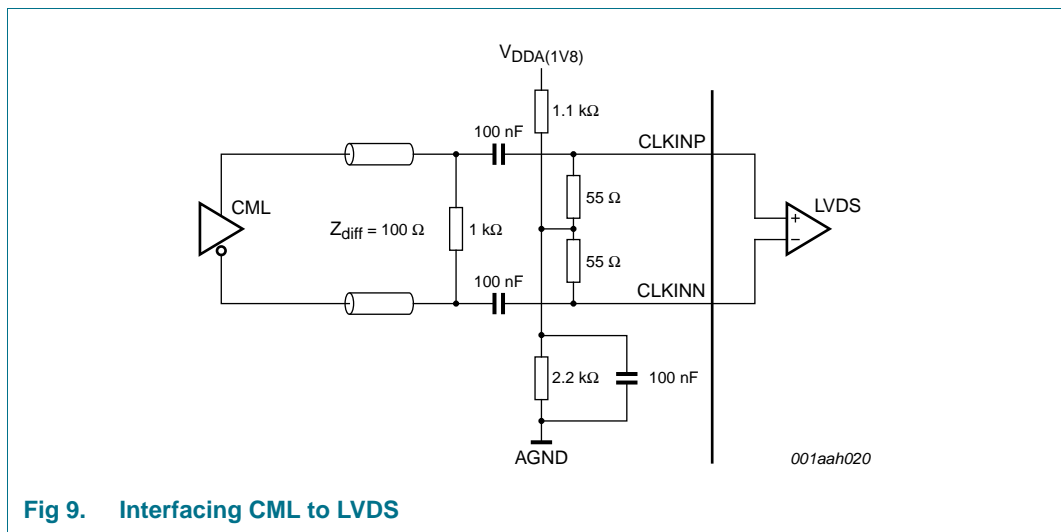 VDDA(1V8)
1.1 kΩ
100 nF
CLKINP
CML
55 Ω
LVDS
+
Zdiff = 100 Ω
1 kΩ
−
55 Ω
100 nF
CLKINN
2.2 kΩ
100 nF
AGND
001aah020
Fig 9. Interfacing CML to LVDS